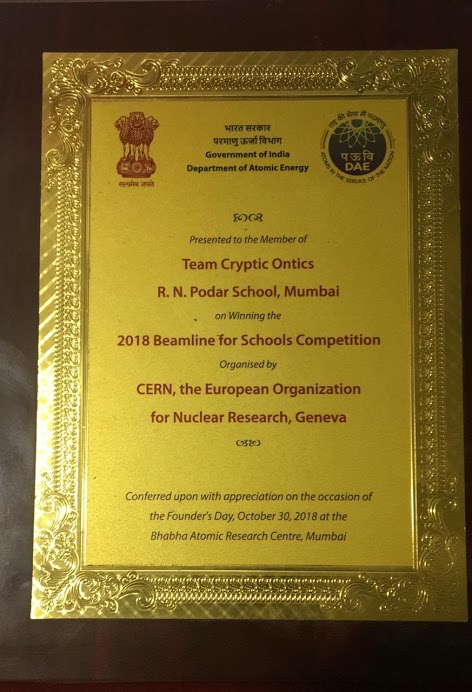 भारत सरकार
परमाणु ऊर्जा विभाग
Government of India
Department of Atomic Energy
सत्यमेव जयते
राष्ट्र की सेवा में परमाणु
पऊवि
DAE
ATOMS IN THE SERVICE OF THE NATION
Presented to the Member of
Team Cryptic Ontics
R. N. Podar School, Mumbai
on Winning the
2018 Beamline for Schools Competition
Organised by
CERN, the European Organization
for Nuclear Research, Geneva
Conferred upon with appreciation on the occasion of
the Founder's Day, October 30, 2018 at the
Bhabha Atomic Research Centre, Mumbai